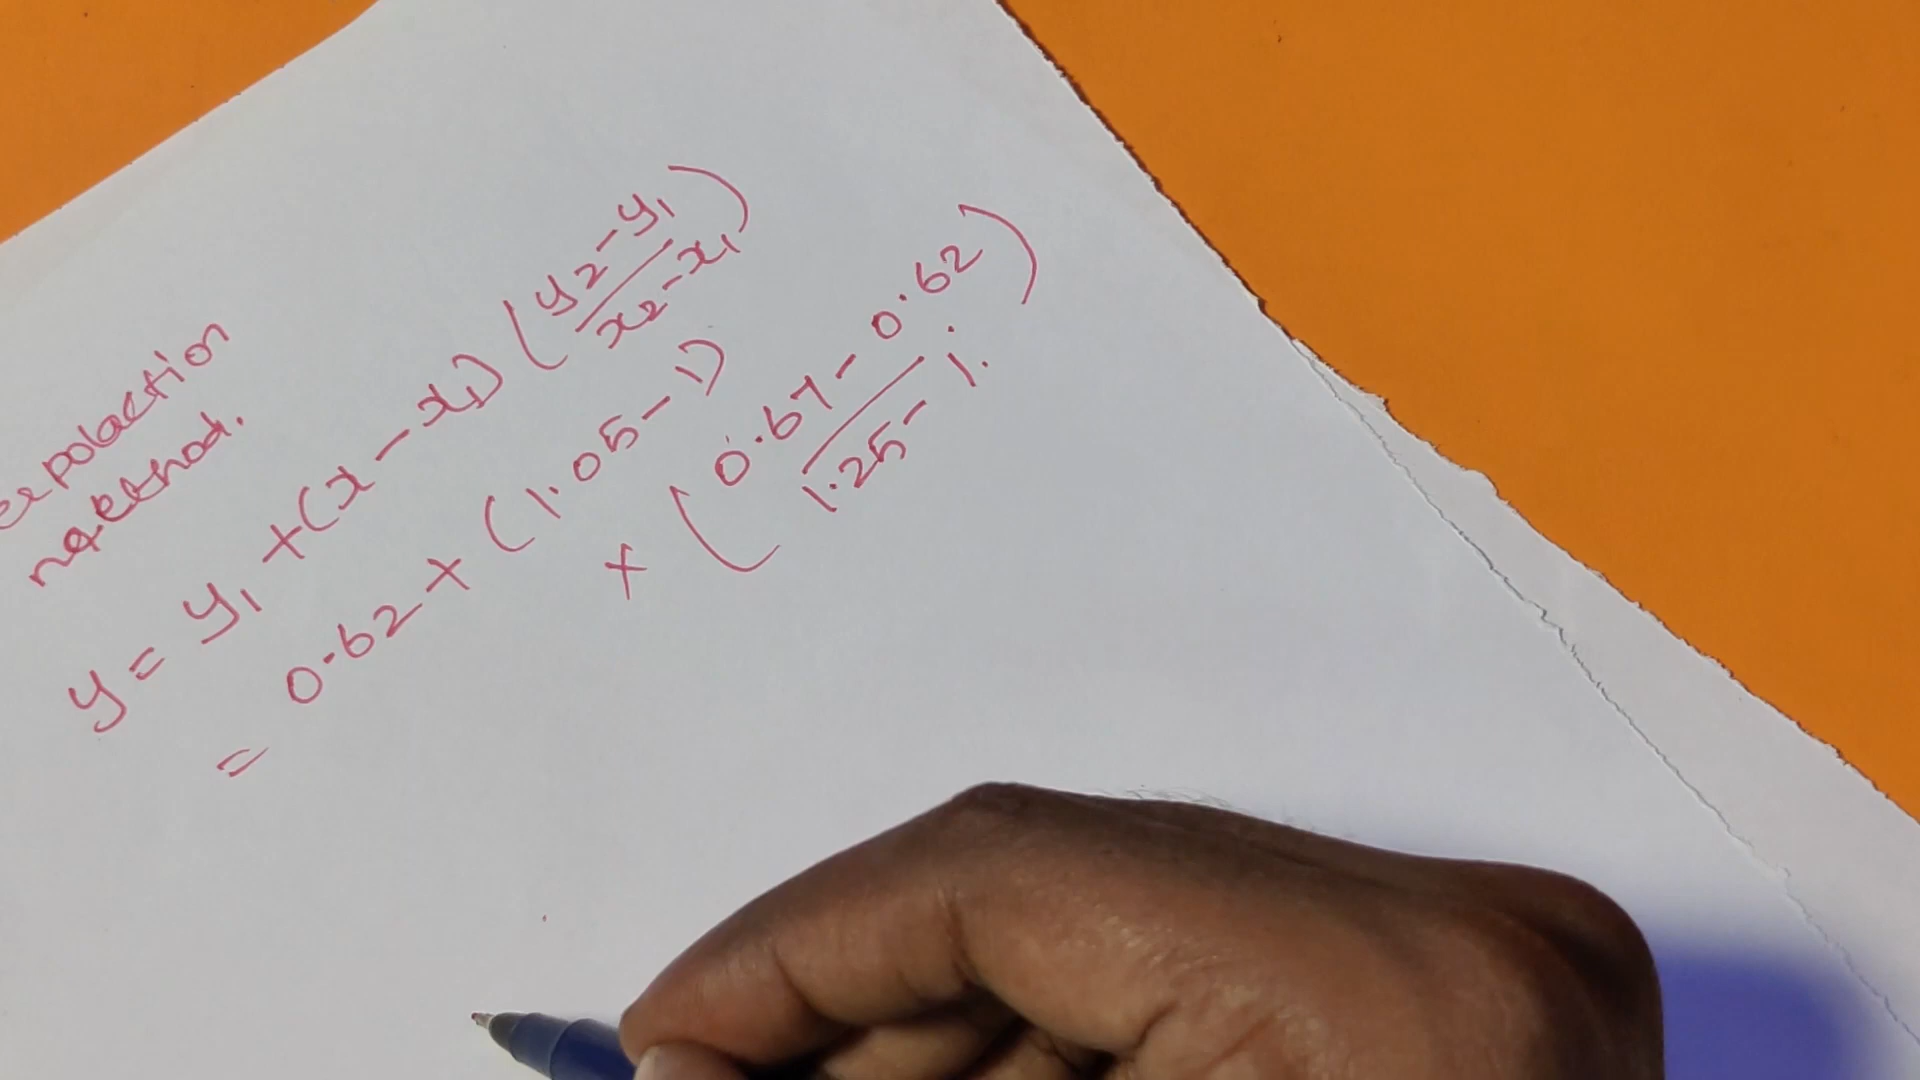 method.
y = y₁ + (x - x₁) (y₂ - y₁ / x₂ - x₁)
= 0.62 + (1.05 - 1)
× (0.67 - 0.62 / 1.25 - 1.)